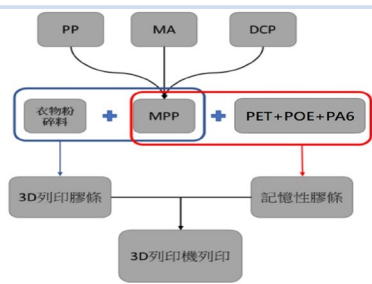 PP
MA
DCP
衣物粉
碎料
+
MPP
+
PET+POE+PA6
3D列印膠條
記憶性膠條
3D列印機列印